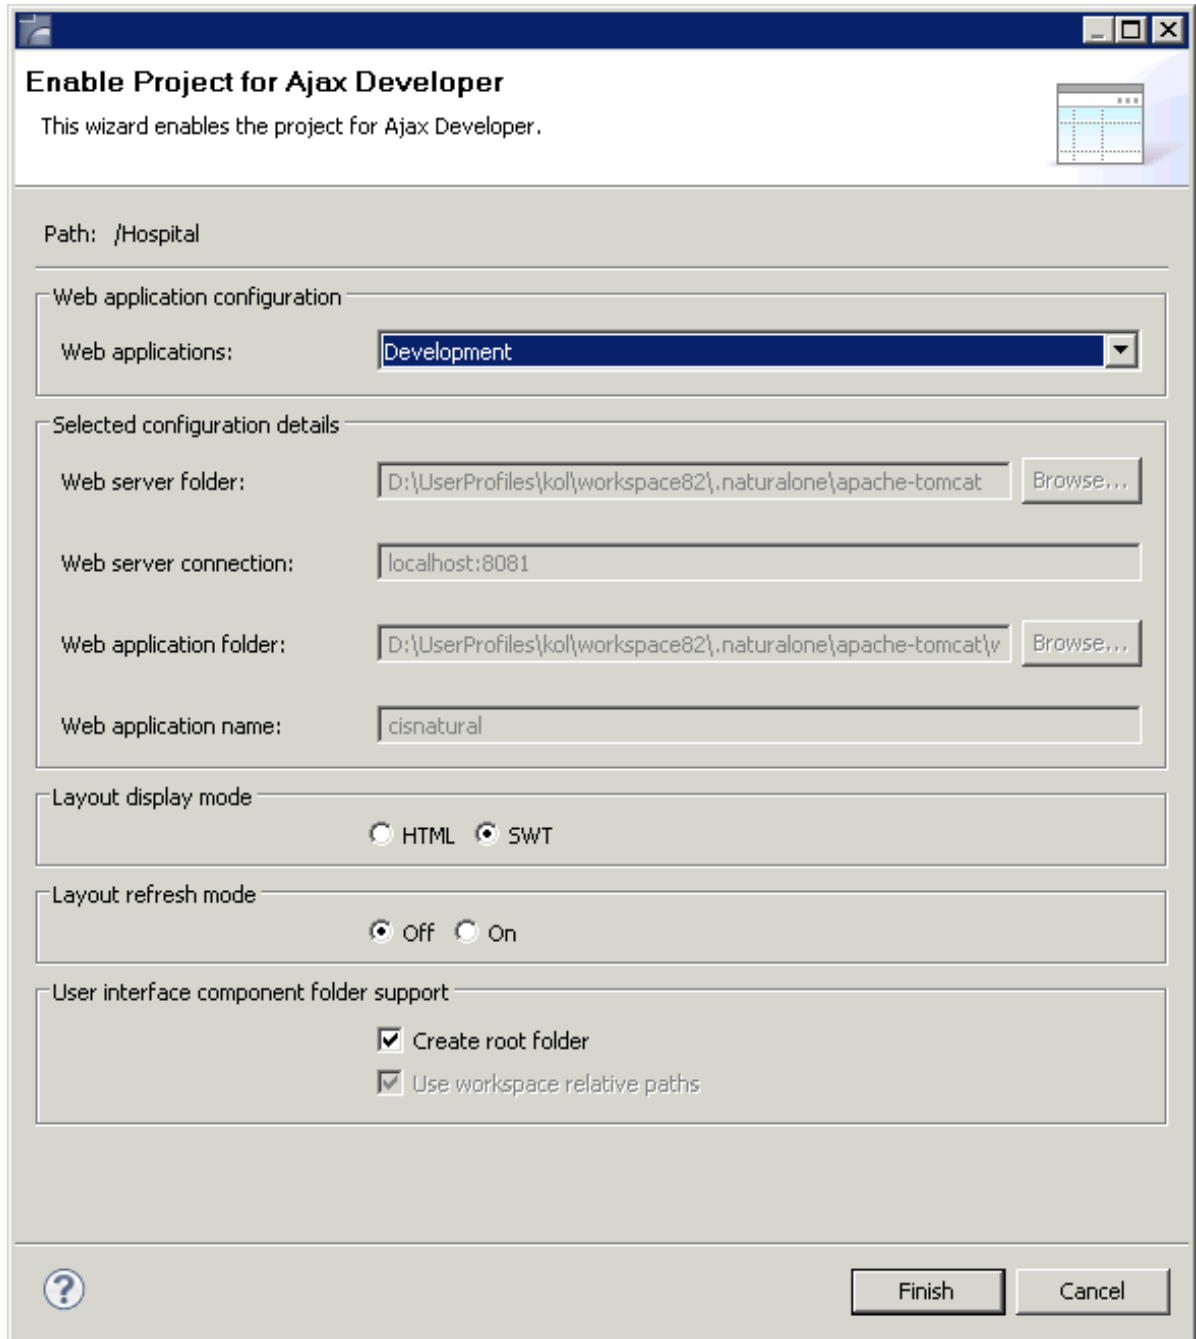 Enable Project for Ajax Developer
This wizard enables the project for Ajax Developer.
Path: /Hospital
Web application configuration
Web applications: Development
Selected configuration details
Web server folder: D:\UserProfiles\kol\workspace82\.naturalone\apache-tomcat Browse...
Web server connection: localhost:8081
Web application folder: D:\UserProfiles\kol\workspace82\.naturalone\apache-tomcat\v Browse...
Web application name: cisnatural
Layout display mode
HTML SWT
Layout refresh mode
Off On
User interface component folder support
Create root folder
Use workspace relative paths
? Finish Cancel